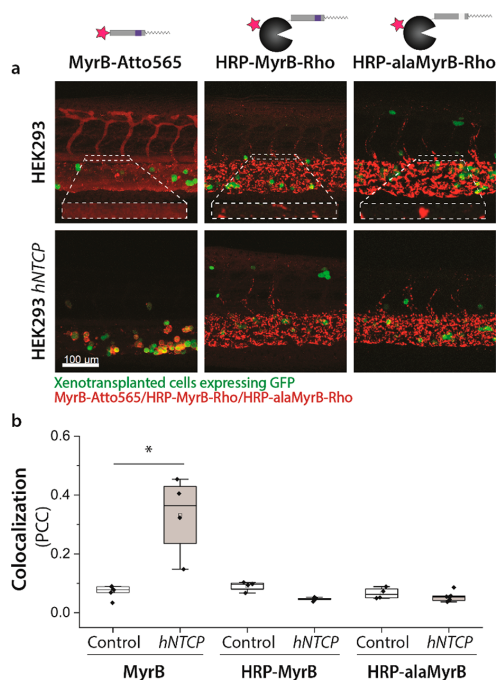 MyrB-Atto565 HRP-MyrB-Rho HRP-alaMyrB-Rho
a
HEK293
HEK293 hNTCP
100 µm
Xenotransplanted cells expressing GFP
MyrB-Atto565/HRP-MyrB-Rho/HRP-alaMyrB-Rho
b
Colocalization
(PCC)
0.6
0.4
0.2
0.0
*
Control hNTCP Control hNTCP Control hNTCP
MyrB HRP-MyrB HRP-alaMyrB